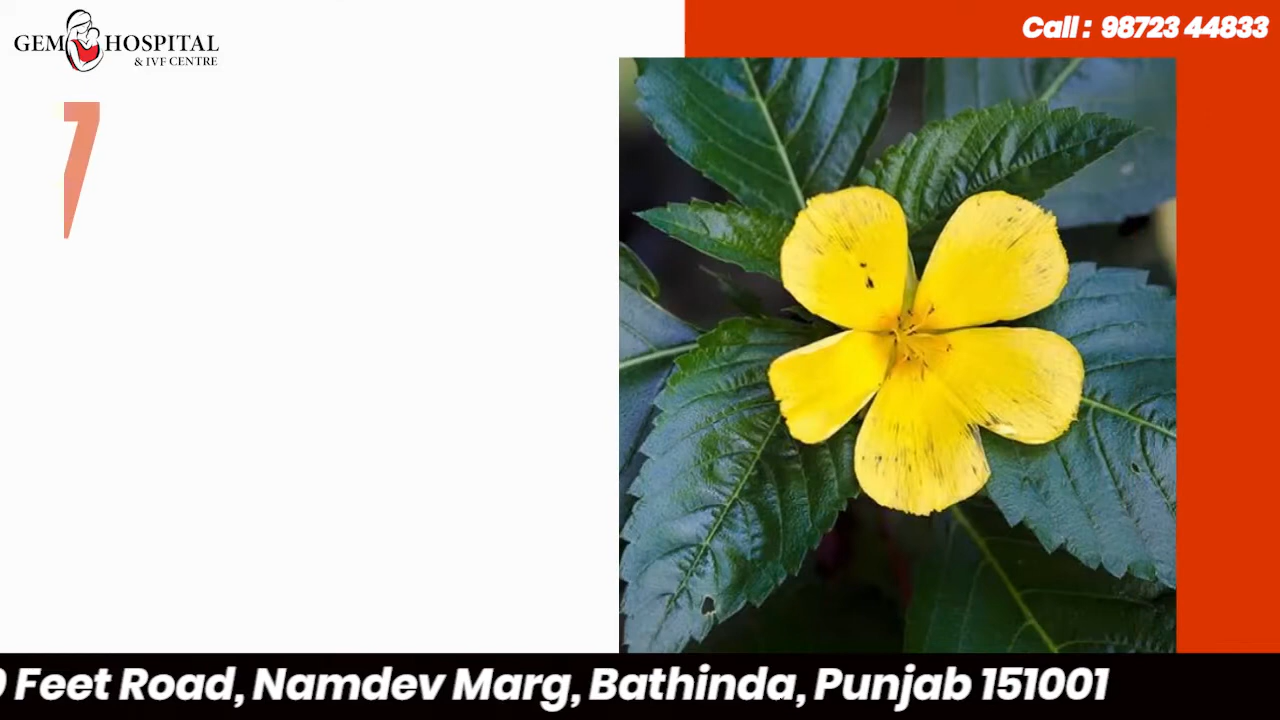 GEM HOSPITAL
& IVF CENTRE
Call : 98723 44833
7
Feet Road, Namdev Marg, Bathinda, Punjab 151001